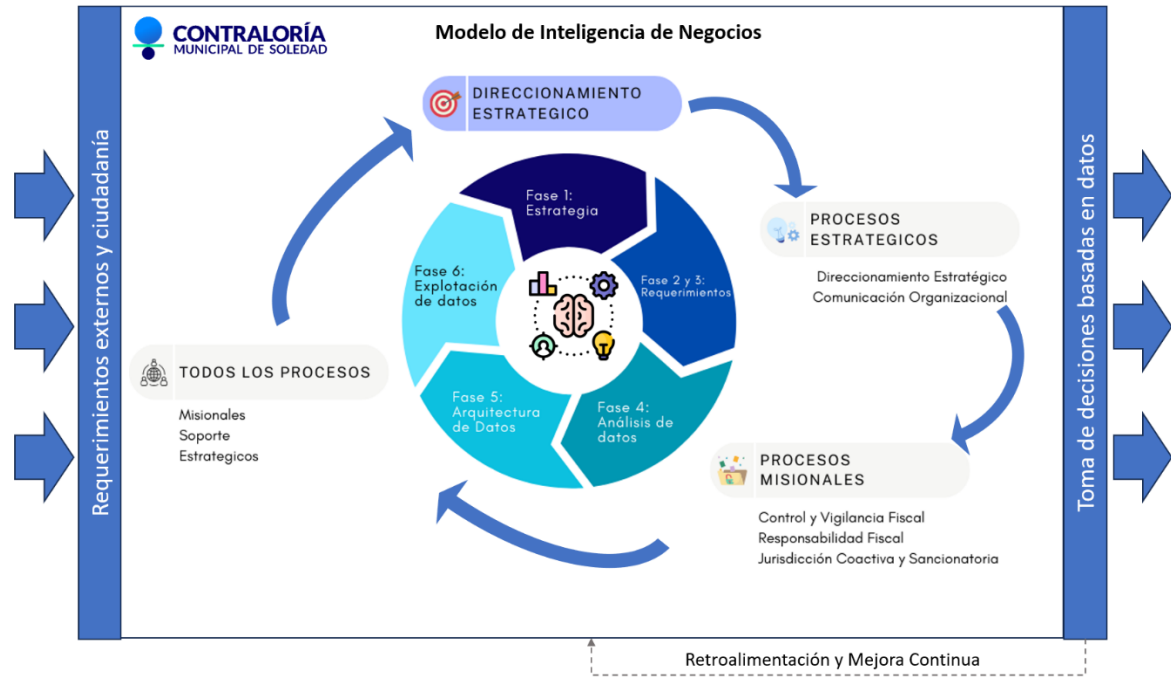 CONTRALORÍA
MUNICIPAL DE SOLEDAD
Modelo de Inteligencia de Negocios
Requerimientos externos y ciudadanía
DIRECCIONAMIENTO
ESTRATEGICO
PROCESOS
ESTRATEGICOS
Direccionamiento Estratégico
Comunicación Organizacional
Fase 1:
Estrategia
Fase 2 y 3:
Requerimientos
Fase 4:
Análisis de
datos
Fase 5:
Arquitectura
de Datos
Fase 6:
Explotación
de datos
TODOS LOS PROCESOS
Misionales
Soporte
Estrategicos
PROCESOS
MISIONALES
Control y Vigilancia Fiscal
Responsabilidad Fiscal
Jurisdicción Coactiva y Sancionatoria
Toma de decisiones basadas en datos
Retroalimentación y Mejora Continua